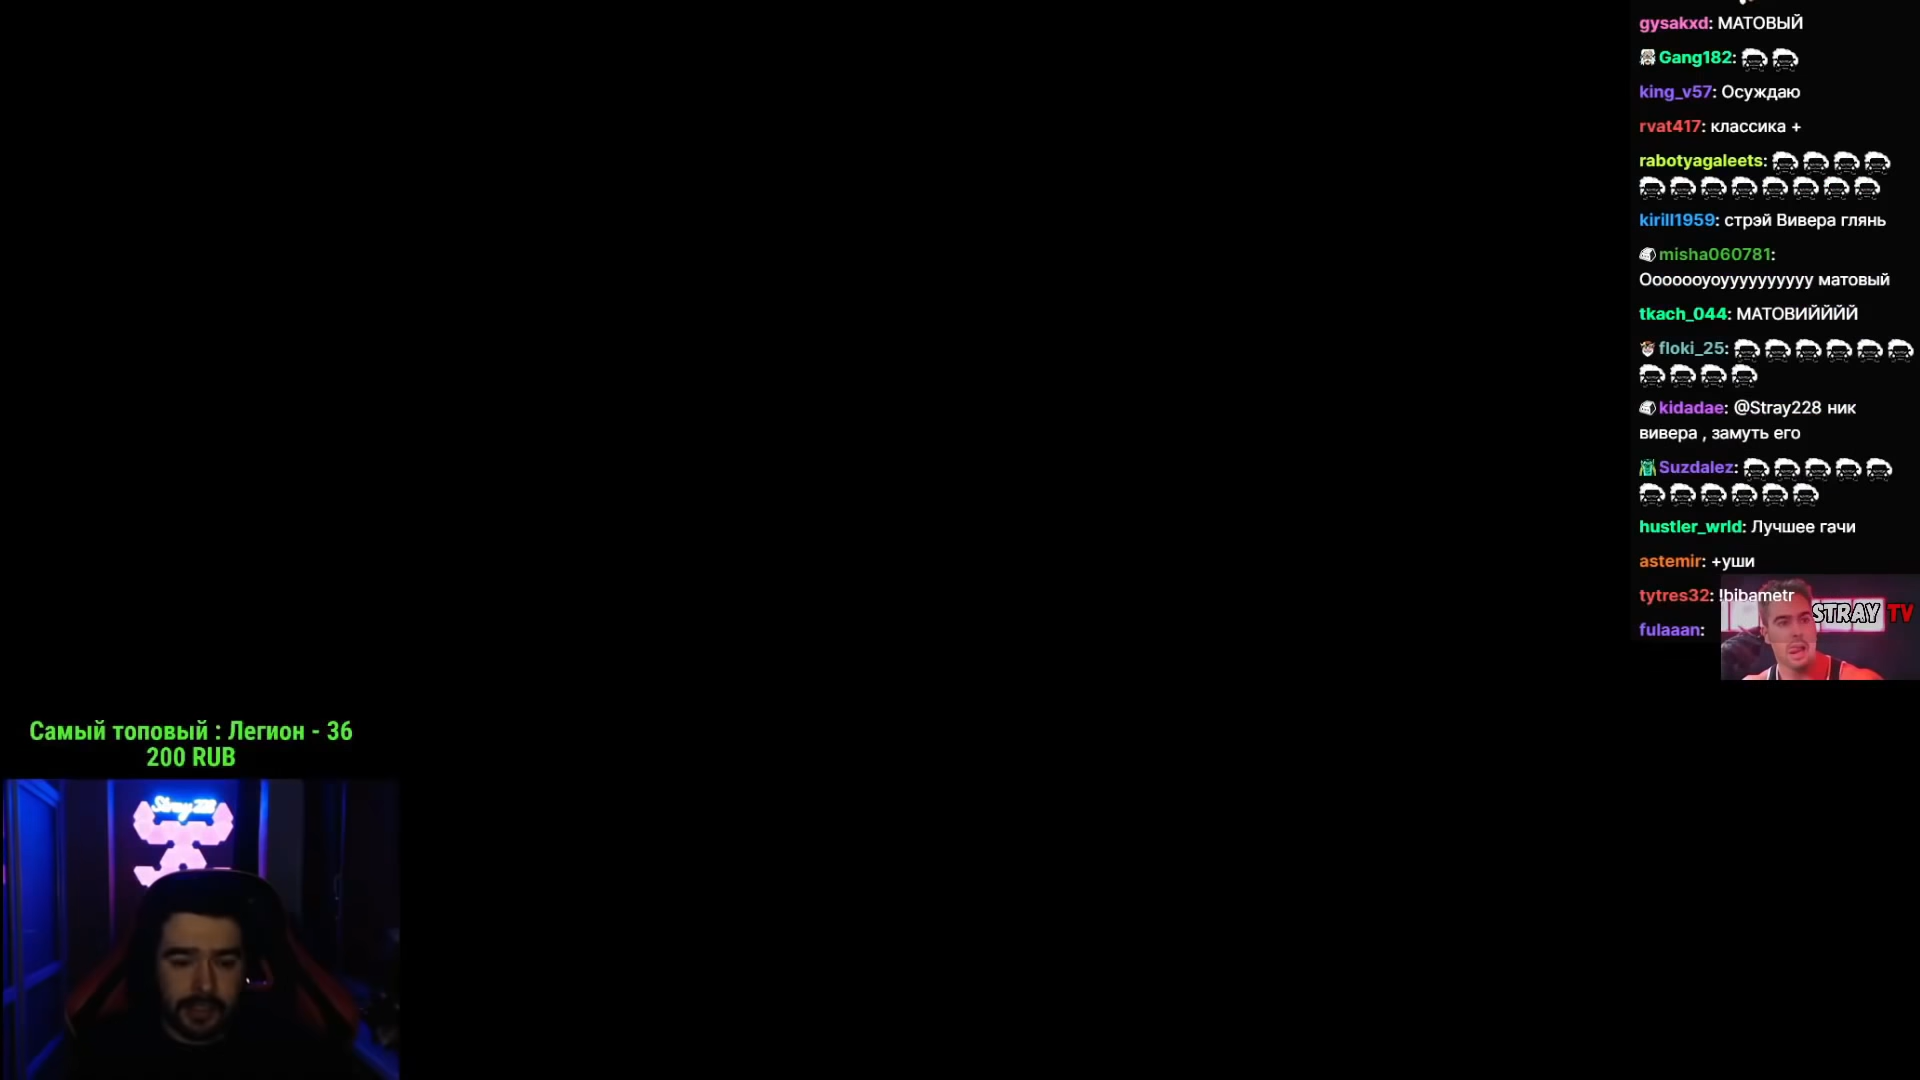 gysakxd: МАТОВЫЙ
Gang182:
king_v57: Осуждаю
rvat417: классика +
rabotyagaleets:
kirill1959: стрэй Вивера глянь
misha060781:
Ооооооуоуууууууууу матовый
tkach_044: МАТОВИЙЙЙЙ
floki_25:
kidadae: @Stray228 ник
вивера , замуть его
Suzdalez:
hustler_wrld: Лучшее гачи
astemir: +уши
tytres32: !bibametr
STRAY TV
fulaaan:
Самый топовый : Легион - 36
200 RUB
Stray 228